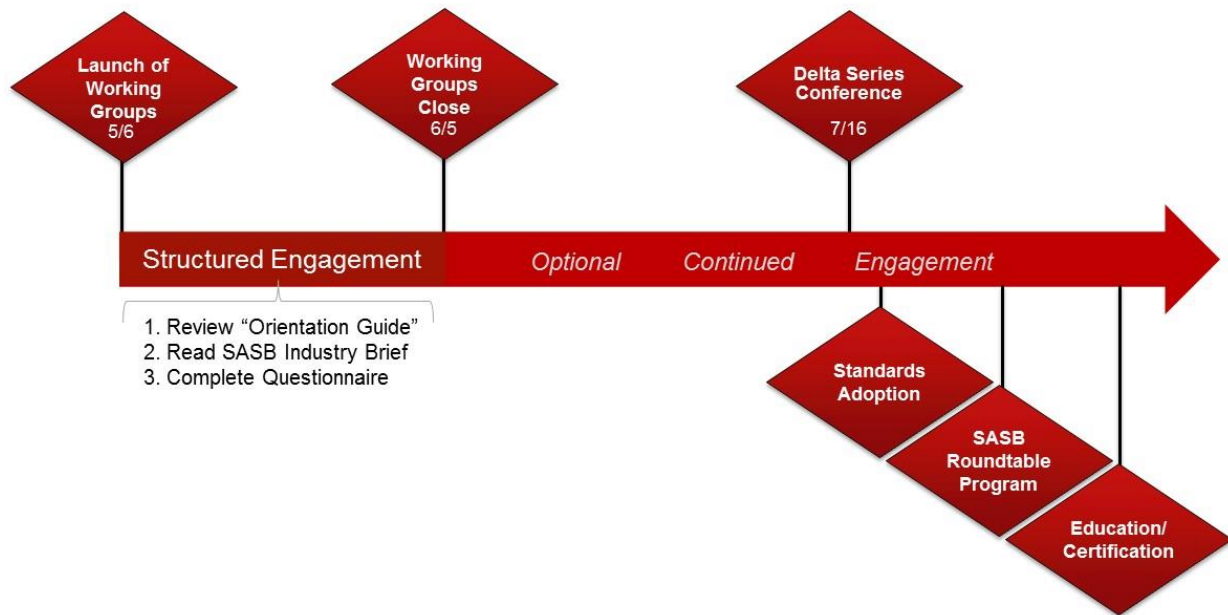 Launch of
Working
Groups
5/6
Working
Groups
Close
6/5
Delta Series
Conference
7/16
Structured Engagement
Optional Continued Engagement
1. Review “Orientation Guide”
2. Read SASB Industry Brief
3. Complete Questionnaire
Standards
Adoption
SASB
Roundtable
Program
Education/
Certification